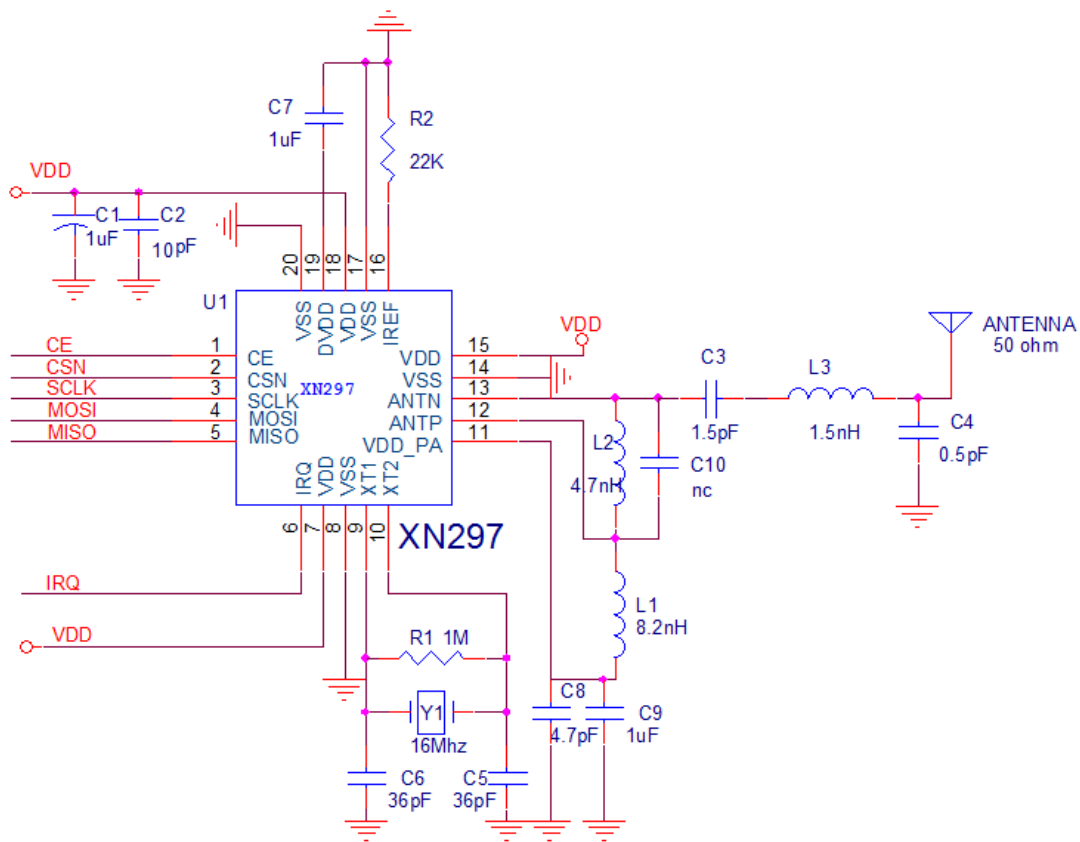 C7
1uF
R2
22K
VDD
C1
1uF
C2
10pF
20
19
18
17
16
U1
VSS
DVDD
VDD
VSS
IREF
CE
CSN
SCLK
MOSI
MISO
1
2
3
4
5
CE
CSN
SCLK
MOSI
MISO
XN297
VDD
VSS
ANTN
ANTP
VDD_PA
15
14
13
12
11
VDD
IRQ
VDD
VSS
XT1
XT2
6
7
8
9
10
XN297
C3
1.5pF
L3
1.5nH
ANTENNA
50 ohm
C4
0.5pF
L2
4.7nH
C10
nc
L1
8.2nH
IRQ
VDD
R1 1M
Y1
16Mhz
C6
36pF
C5
36pF
C8
4.7pF
C9
1uF